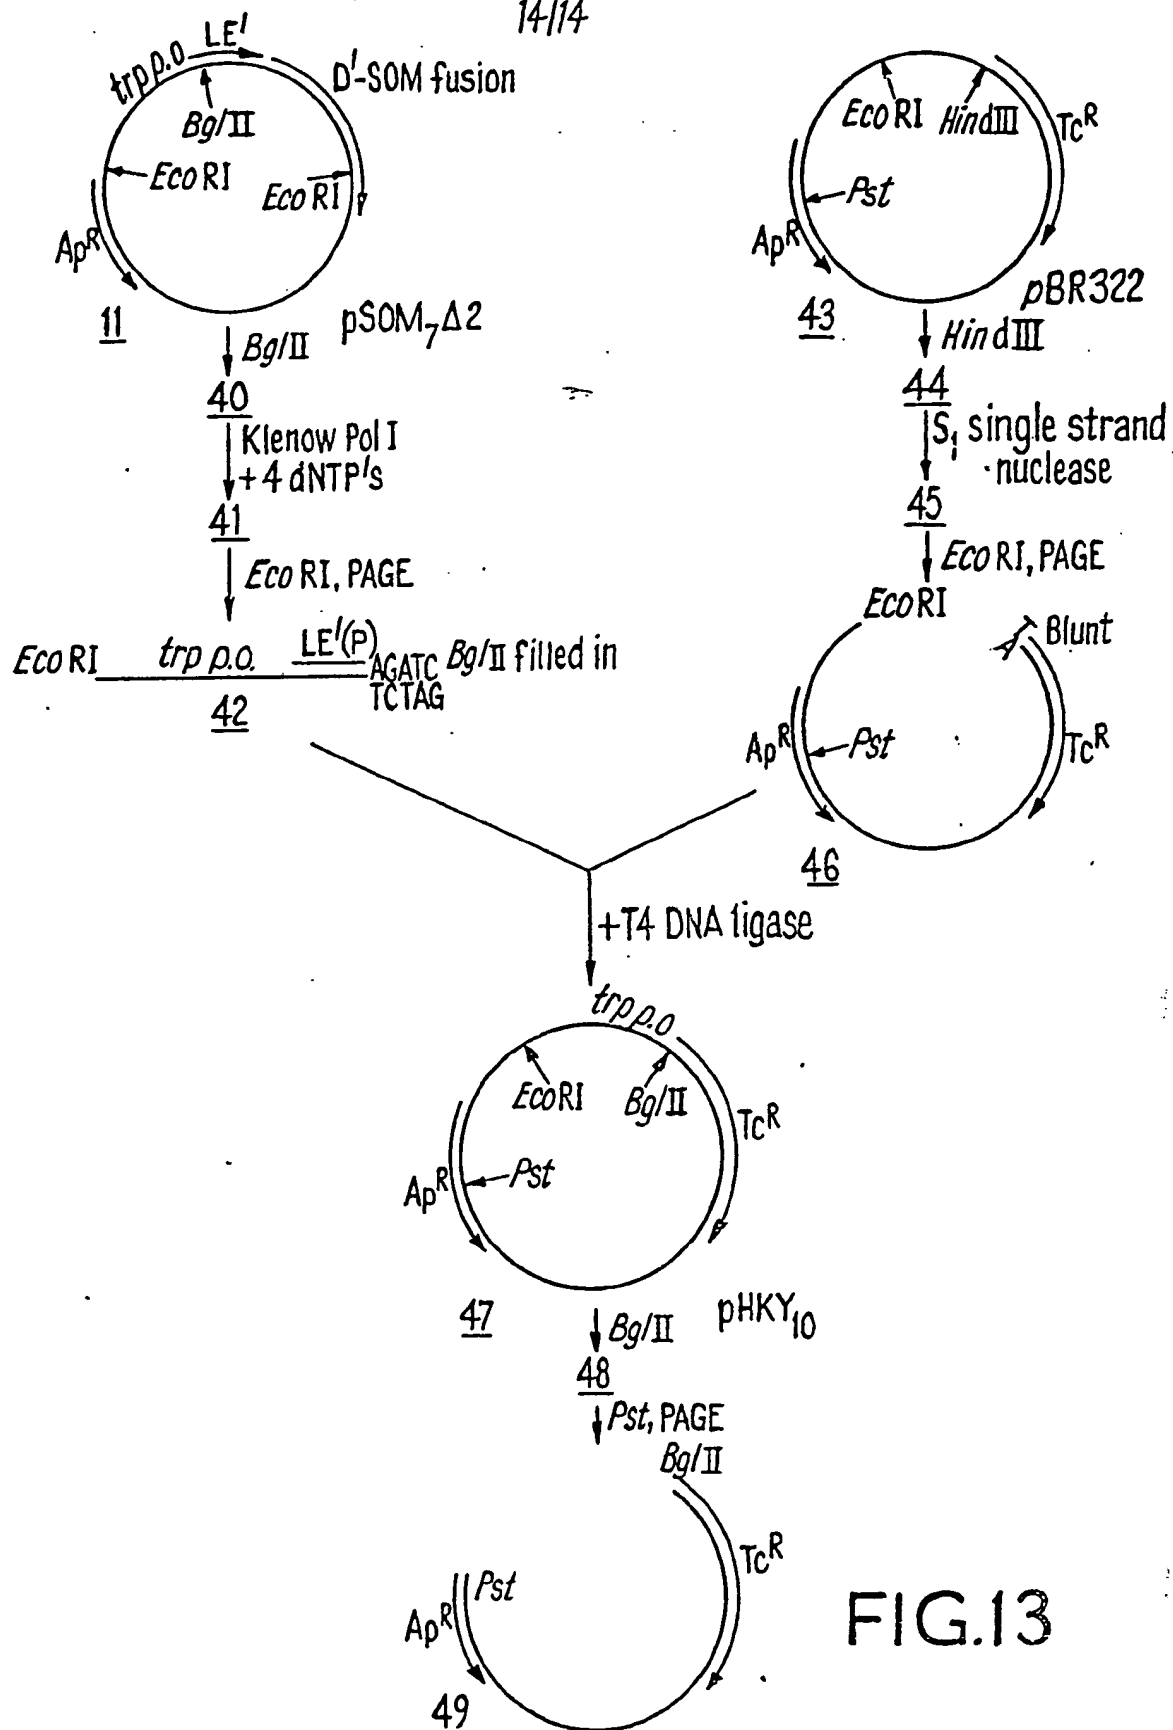 14/14
trp p.o LE'
D'-SOM fusion
Bg/II
EcoRI
EcoRI
ApR
11
pSOM7Δ2
Bg/II
40
Klenow Pol I
+4 dNTP's
41
EcoRI, PAGE
EcoRI trp p.o. LE'(P) AGATC Bg/II filled in
TCTAG
42
EcoRI HindIII
TcR
Pst
ApR
43
pBR322
HindIII
44
S1 single strand
nuclease
45
EcoRI, PAGE
EcoRI
Blunt
ApR
Pst
TcR
46
+T4 DNA ligase
trp p.o
EcoRI Bg/II
TcR
ApR
Pst
47
pHKY10
Bg/II
48
Pst, PAGE
Bg/II
TcR
Pst
ApR
49
FIG.13